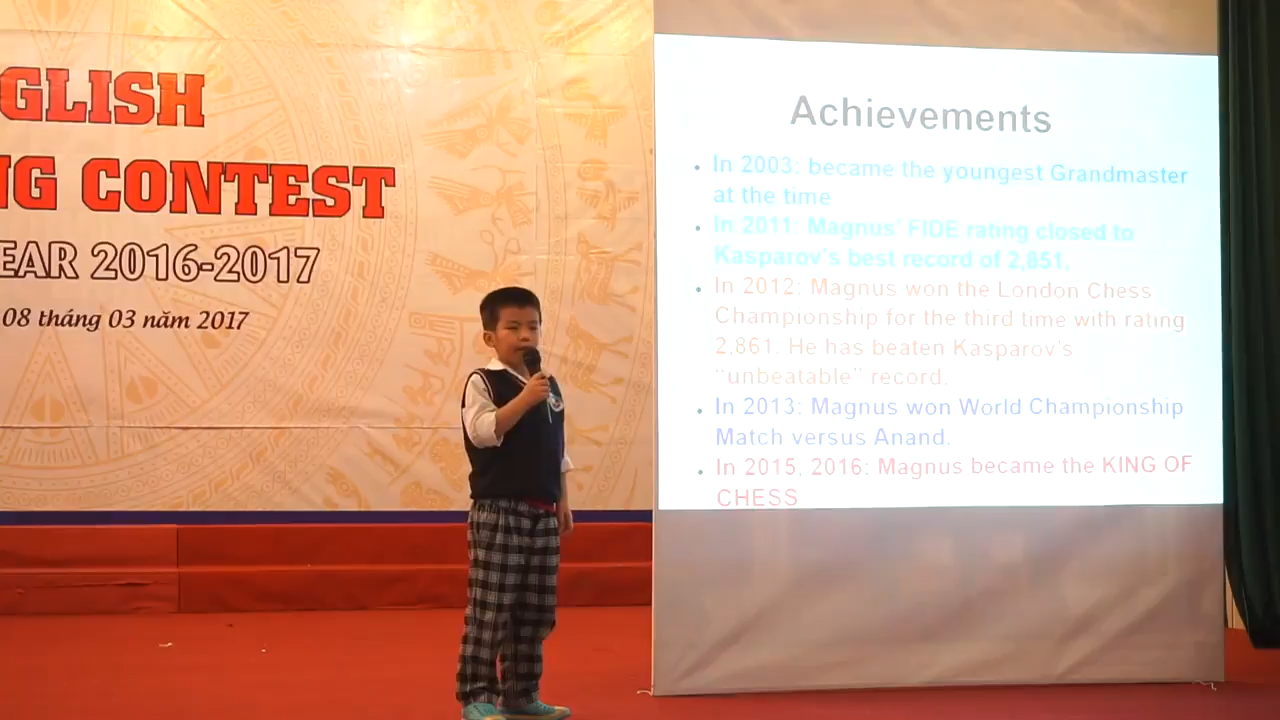 GLISH
NG CONTEST
EAR 2016-2017
08 tháng 03 năm 2017
Achievements
• In 2003: became the youngest Grandmaster
at the time
• In 2011: Magnus' FIDE rating closed to
Kasparov's best record of 2,851.
• In 2012: Magnus won the London Chess
Championship for the third time with rating
2,861. He has beaten Kasparov's
"unbeatable" record.
• In 2013: Magnus won World Championship
Match versus Anand.
• In 2015, 2016: Magnus became the KING OF
CHESS